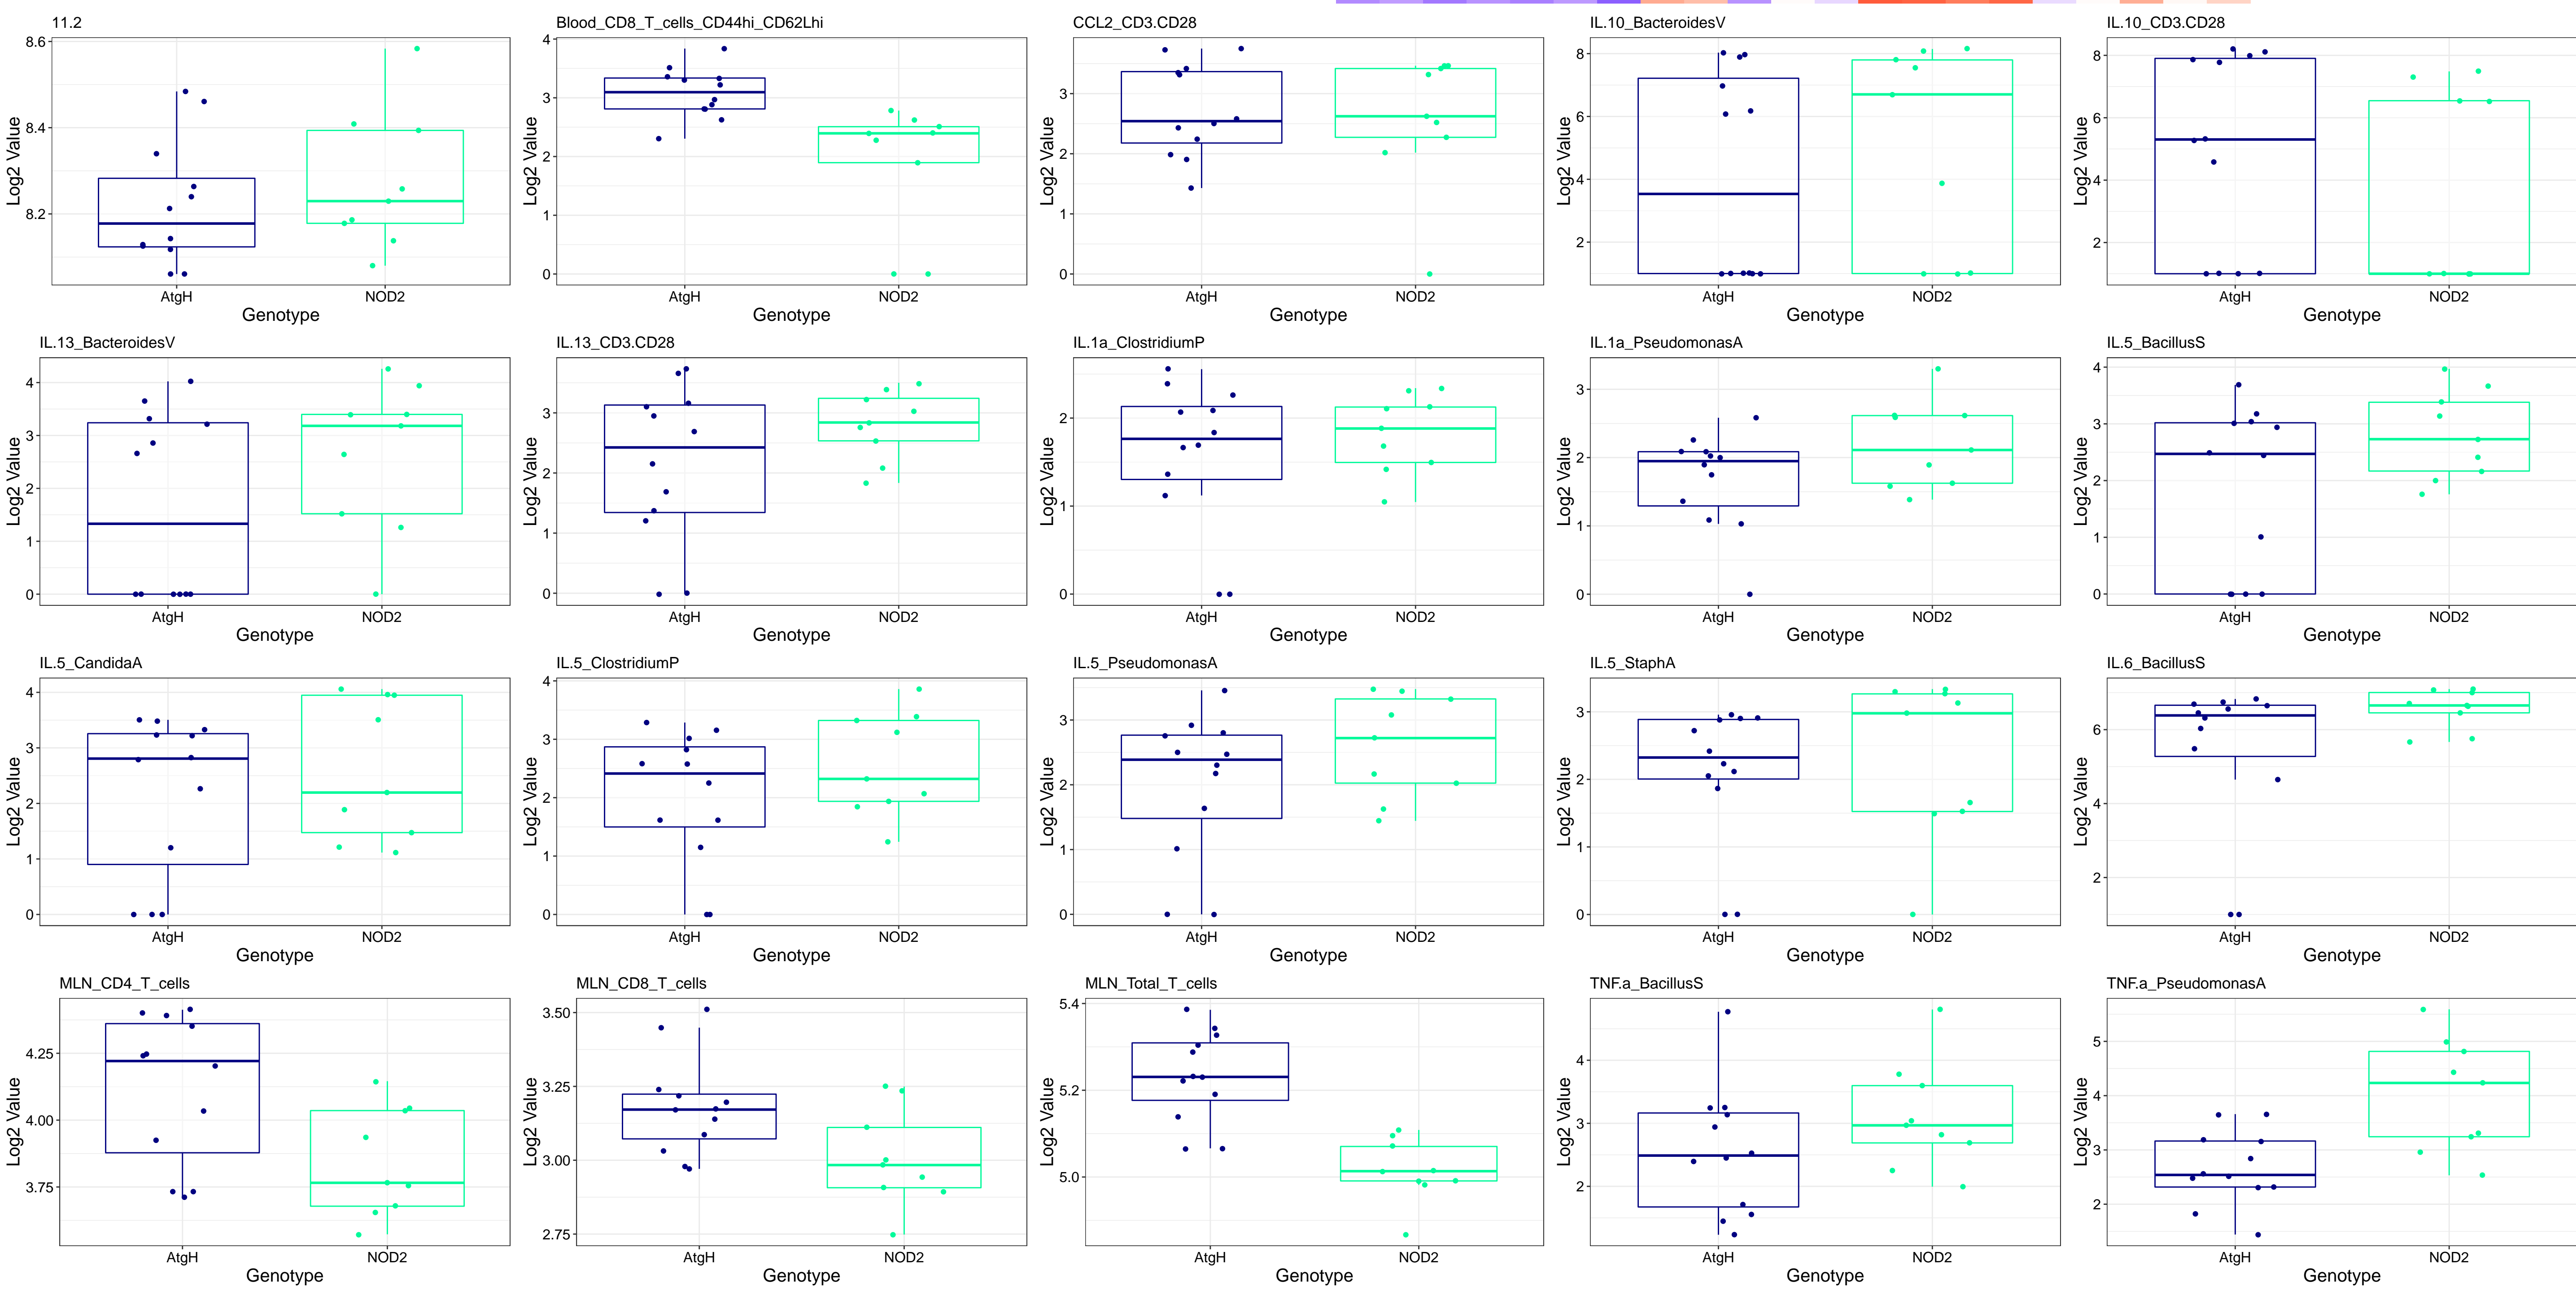 11.2
Blood_CD8_T_cells_CD44hi_CD62Lhi
CCL2_CD3.CD28
IL.10_BacteroidesV
IL.10_CD3.CD28
Log2 Value
8.6
8.4
8.2
AtgH
NOD2
Genotype
Log2 Value
4
3
2
1
0
AtgH
NOD2
Genotype
Log2 Value
3
2
1
0
AtgH
NOD2
Genotype
Log2 Value
8
6
4
2
AtgH
NOD2
Genotype
Log2 Value
8
6
4
2
AtgH
NOD2
Genotype
IL.13_BacteroidesV
IL.13_CD3.CD28
IL.1a_ClostridiumP
IL.1a_PseudomonasA
IL.5_BacillusS
Log2 Value
4
3
2
1
0
AtgH
NOD2
Genotype
Log2 Value
3
2
1
0
AtgH
NOD2
Genotype
Log2 Value
2
1
0
AtgH
NOD2
Genotype
Log2 Value
3
2
1
0
AtgH
NOD2
Genotype
Log2 Value
4
3
2
1
0
AtgH
NOD2
Genotype
IL.5_CandidaA
IL.5_ClostridiumP
IL.5_PseudomonasA
IL.5_StaphA
IL.6_BacillusS
Log2 Value
4
3
2
1
0
AtgH
NOD2
Genotype
Log2 Value
4
3
2
1
0
AtgH
NOD2
Genotype
Log2 Value
3
2
1
0
AtgH
NOD2
Genotype
Log2 Value
3
2
1
0
AtgH
NOD2
Genotype
Log2 Value
6
4
2
AtgH
NOD2
Genotype
MLN_CD4_T_cells
MLN_CD8_T_cells
MLN_Total_T_cells
TNF.a_BacillusS
TNF.a_PseudomonasA
Log2 Value
4.25
4.00
3.75
AtgH
NOD2
Genotype
Log2 Value
3.50
3.25
3.00
2.75
AtgH
NOD2
Genotype
Log2 Value
5.4
5.2
5.0
AtgH
NOD2
Genotype
Log2 Value
4
3
2
AtgH
NOD2
Genotype
Log2 Value
5
4
3
2
AtgH
NOD2
Genotype